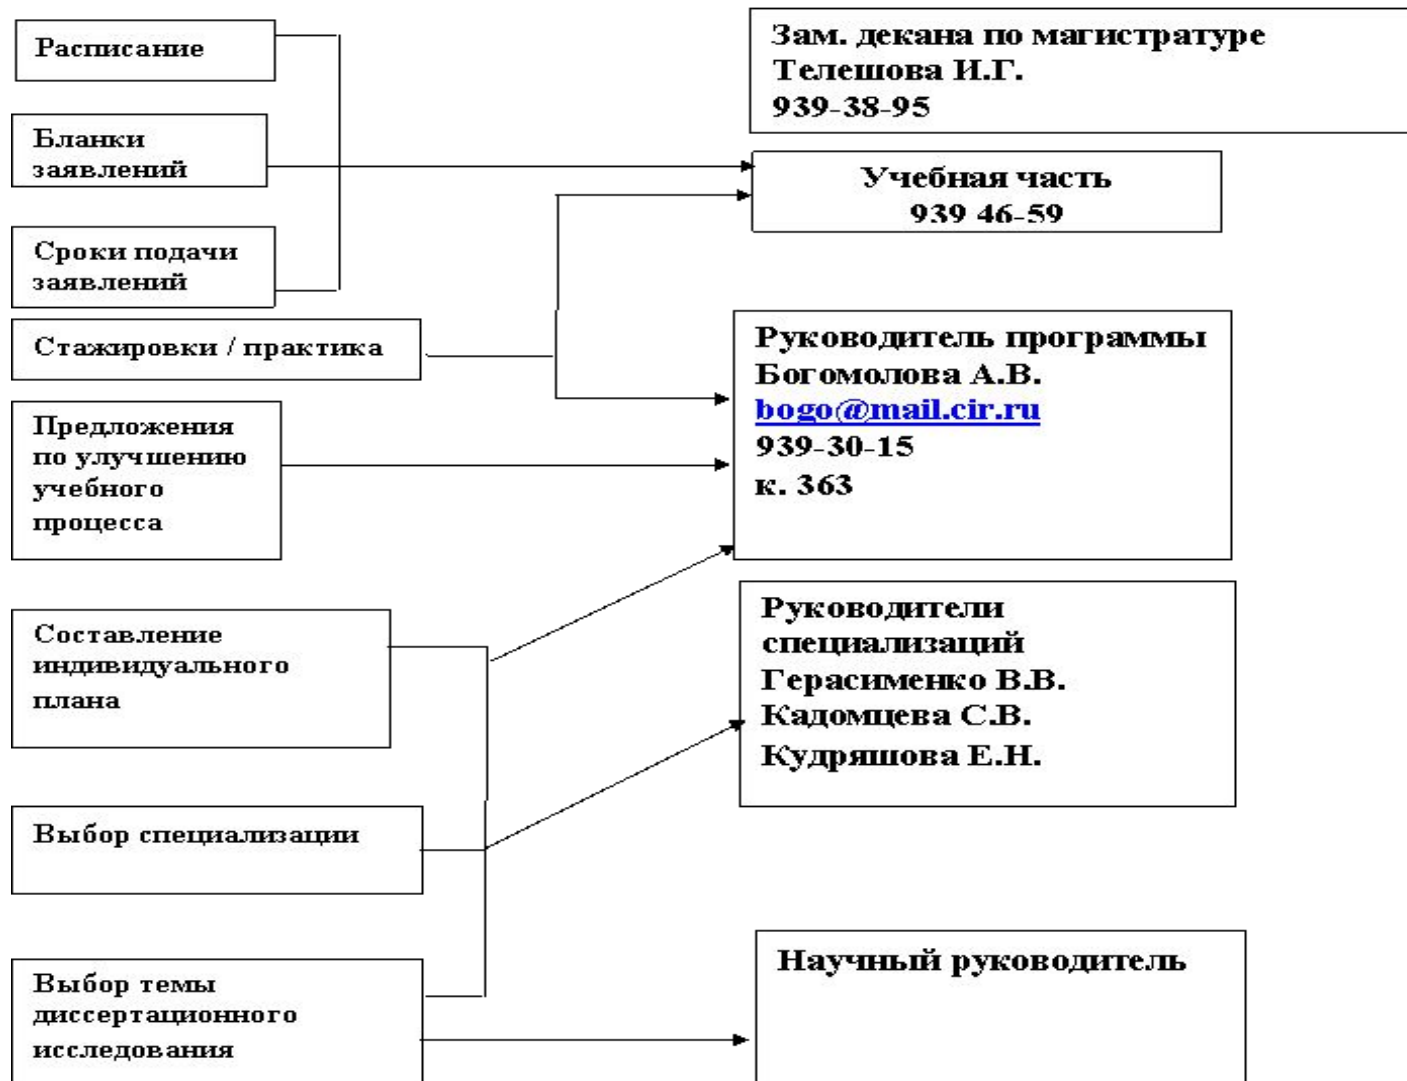 Расписание
Бланки
заявлений
Сроки подачи
заявлений
Стажировки / практика
Предложения
по улучшению
учебного
процесса
Составление
индивидуального
плана
Выбор специализации
Выбор темы
диссертационного
исследования
Зам. декана по магистратуре
Телешова И.Г.
939-38-95
Учебная часть
939 46-59
Руководитель программы
Богомолова А.В.
bogo@mail.cir.ru
939-30-15
к. 363
Руководители
специализаций
Герасименко В.В.
Кадомцева С.В.
Кудряшова Е.Н.
Научный руководитель